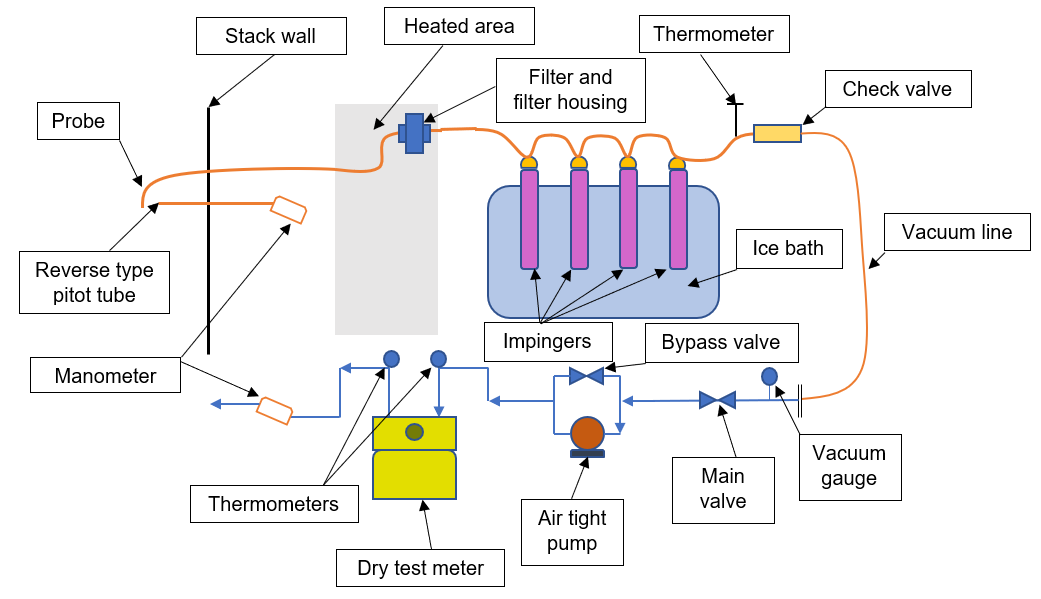 Stack wall
Heated area
Thermometer
Filter and
filter housing
Check valve
Probe
Vacuum line
Ice bath
Reverse type
pitot tube
Impingers
Bypass valve
Manometer
Vacuum
gauge
Main
valve
Thermometers
Air tight
pump
Dry test meter